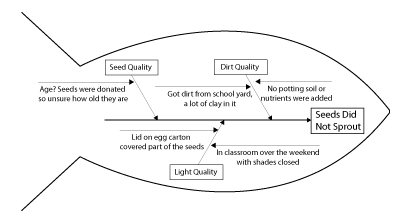 Seed Quality
Dirt Quality
Age? Seeds were donated
so unsure how old they are
Got dirt from school yard,
a lot of clay in it
No potting soil or
nutrients were added
Seeds Did
Not Sprout
Lid on egg carton
covered part of the seeds
In classroom over the weekend
with shades closed
Light Quality